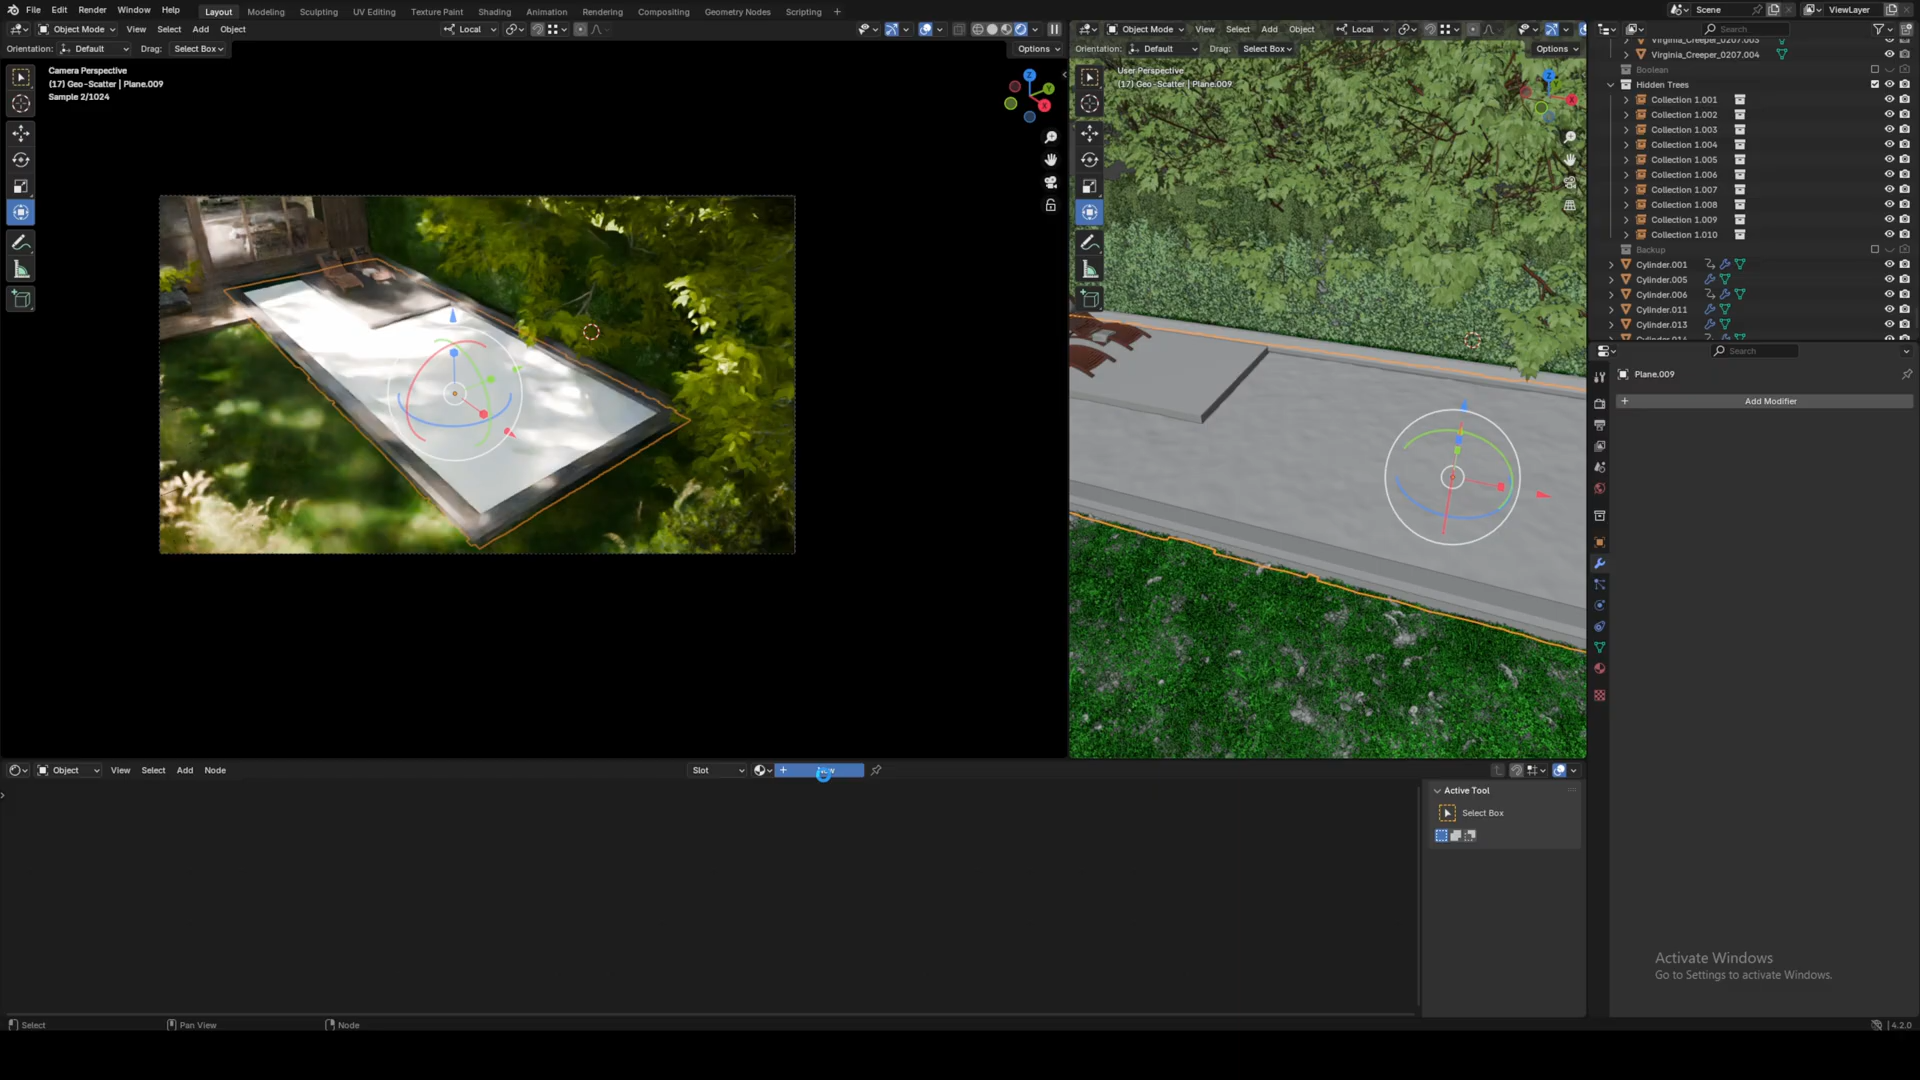 File Edit Render Window Help Layout Modeling Sculpting UV Editing Texture Paint Shading Animation Rendering Compositing Geometry Nodes Scripting + Scene ViewLayer
Object Mode View Select Add Object Local
Object Mode View Select Add Object Local
Search
Orientation: Default Drag: Select Box Options
Orientation: Default Drag: Select Box Options
Virginia_Creeper_0207.003
Virginia_Creeper_0207.004
Boolean
Hidden Trees
Collection 1.001
Collection 1.002
Collection 1.003
Collection 1.004
Collection 1.005
Collection 1.006
Collection 1.007
Collection 1.008
Collection 1.009
Collection 1.010
Backup
Cylinder.001
Cylinder.005
Cylinder.006
Cylinder.011
Cylinder.013
Camera Perspective
(17) Geo-Scatter | Plane.009
Sample 2/1024
Z
Y
X
User Perspective
(17) Geo-Scatter | Plane.009
Z
X
Search
Plane.009
+ Add Modifier
Object View Select Add Node Slot +
Active Tool
Select Box
Activate Windows
Go to Settings to activate Windows.
Select Pan View Node 4.2.0